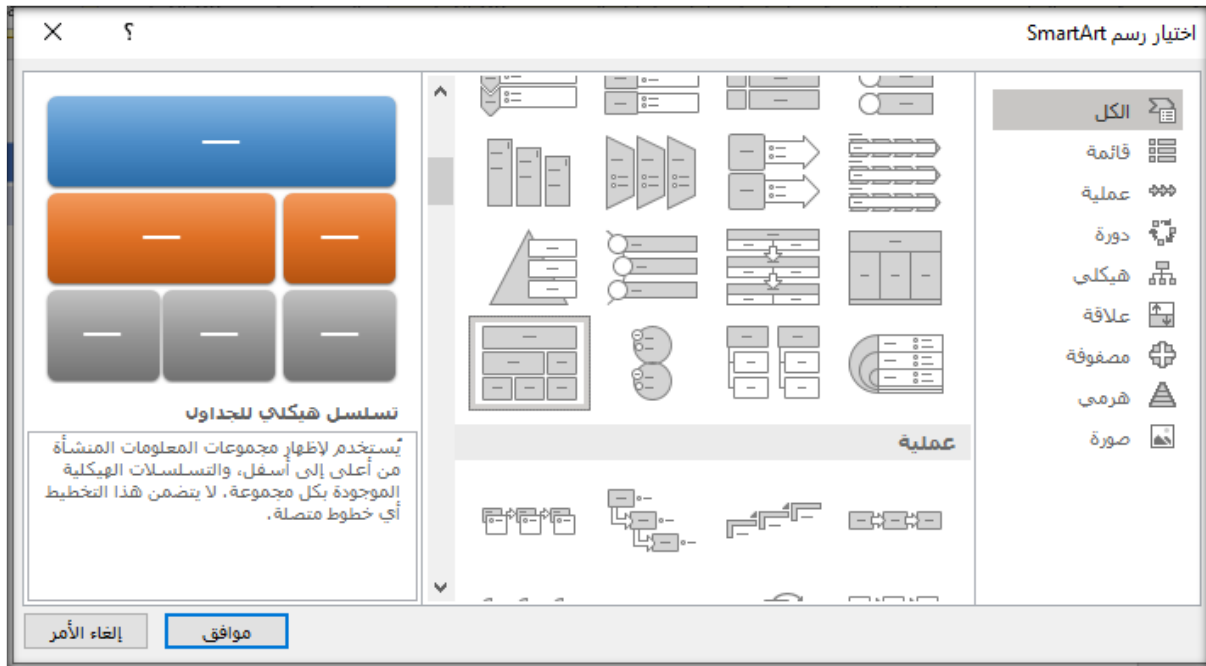 اختيار رسم SmartArt
؟
الكل
قائمة
عملية
دورة
هيكلي
علاقة
مصفوفة
هرمي
صورة
عملية
تسلسل هيكلي للجداول
يُستخدم لإظهار مجموعات المعلومات المنشأة
من أعلى إلى أسفل، والتسلسلات الهيكلية
الموجودة بكل مجموعة. لا يتضمن هذا التخطيط
أي خطوط متصلة.
موافق
إلغاء الأمر